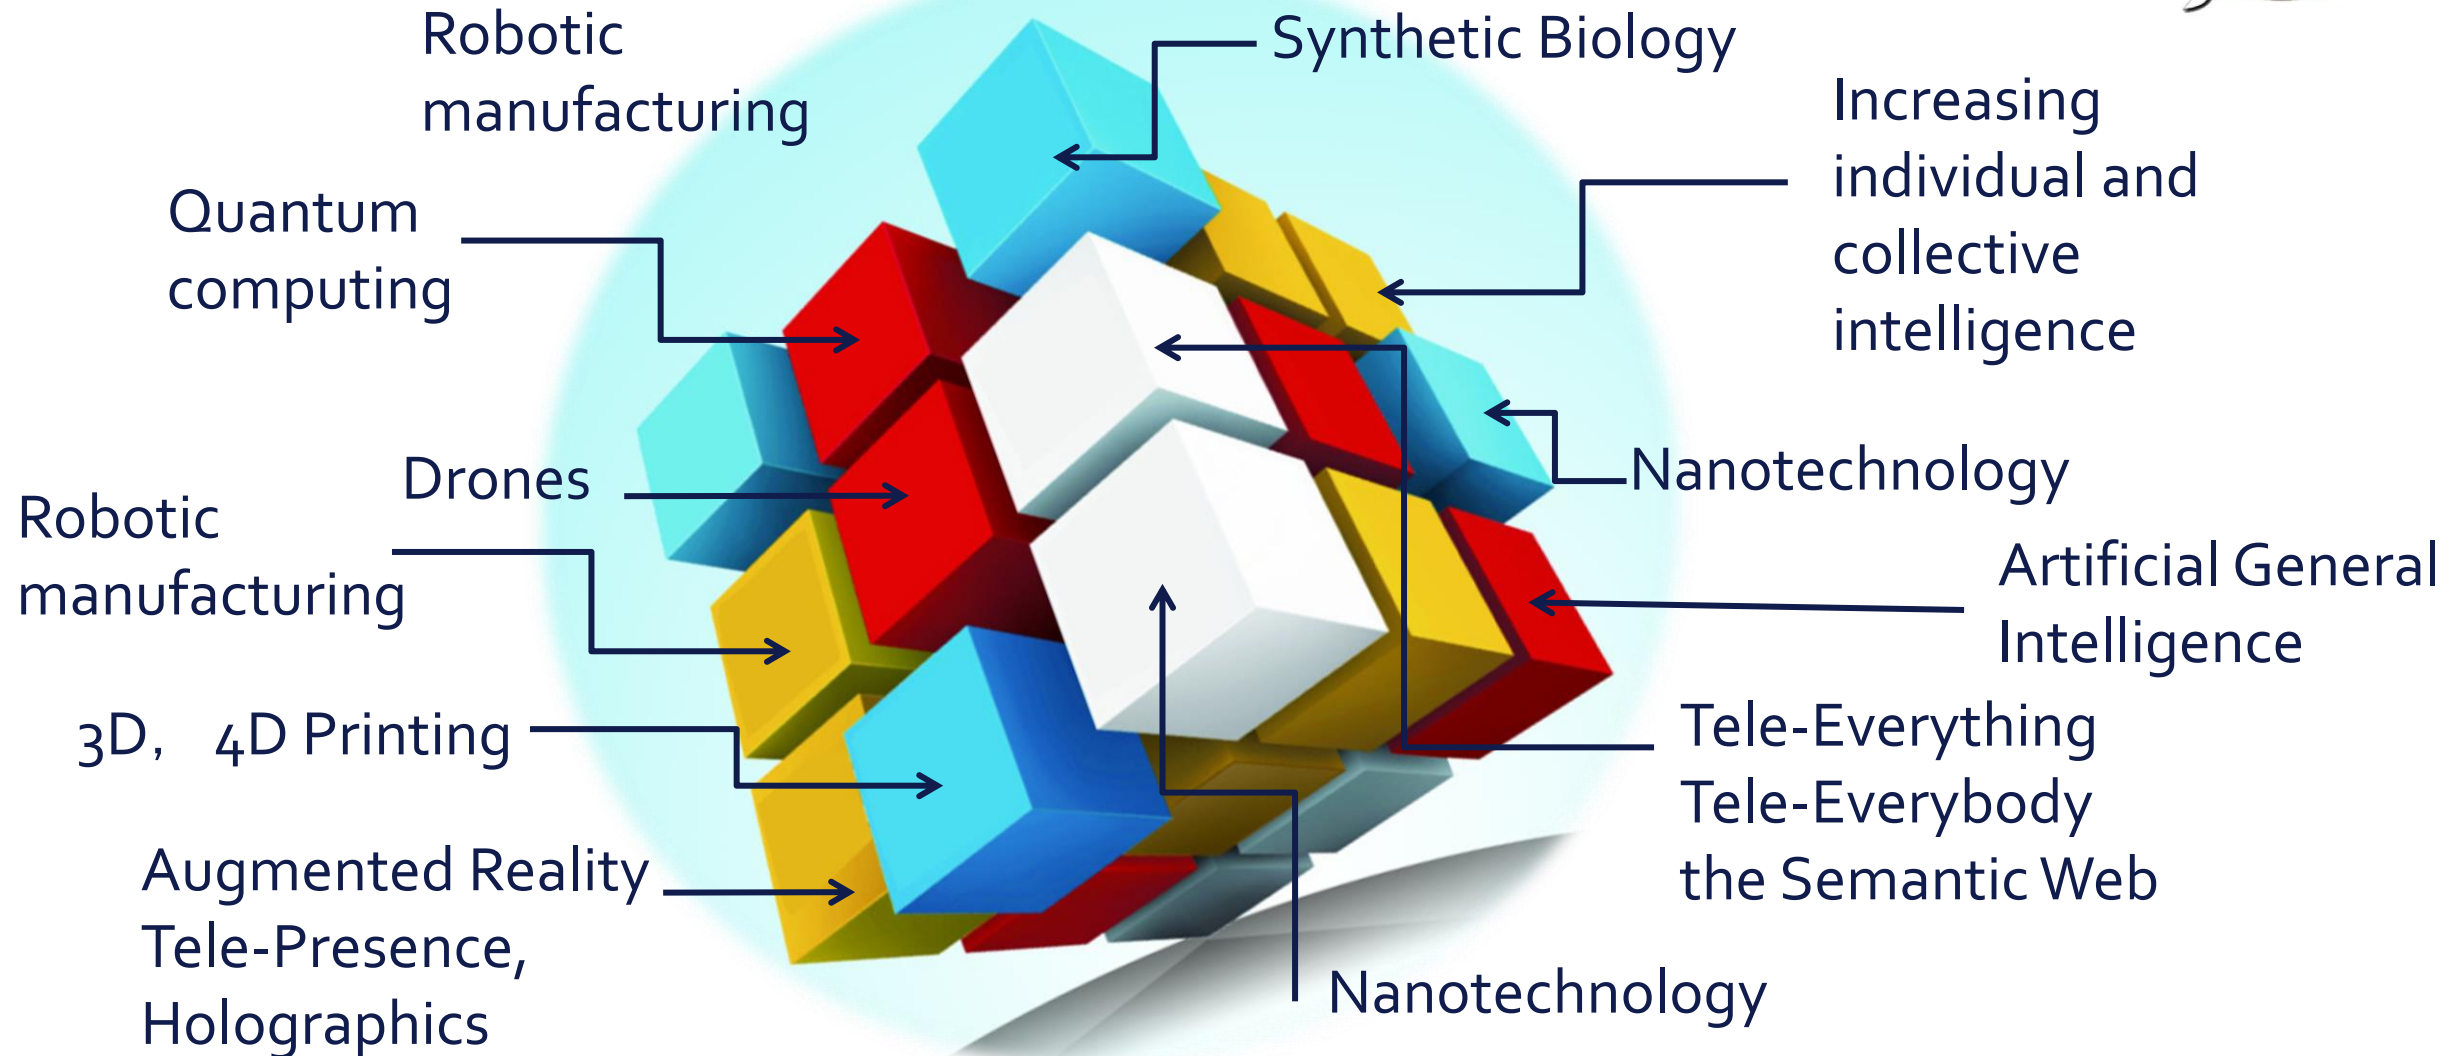 Robotic
manufacturing
Synthetic Biology
Increasing
individual and
collective
intelligence
Quantum
computing
Drones
Nanotechnology
Robotic
manufacturing
Artificial General
Intelligence
3D, 4D Printing
Tele-Everything
Tele-Everybody
the Semantic Web
Augmented Reality
Tele-Presence,
Holographics
Nanotechnology